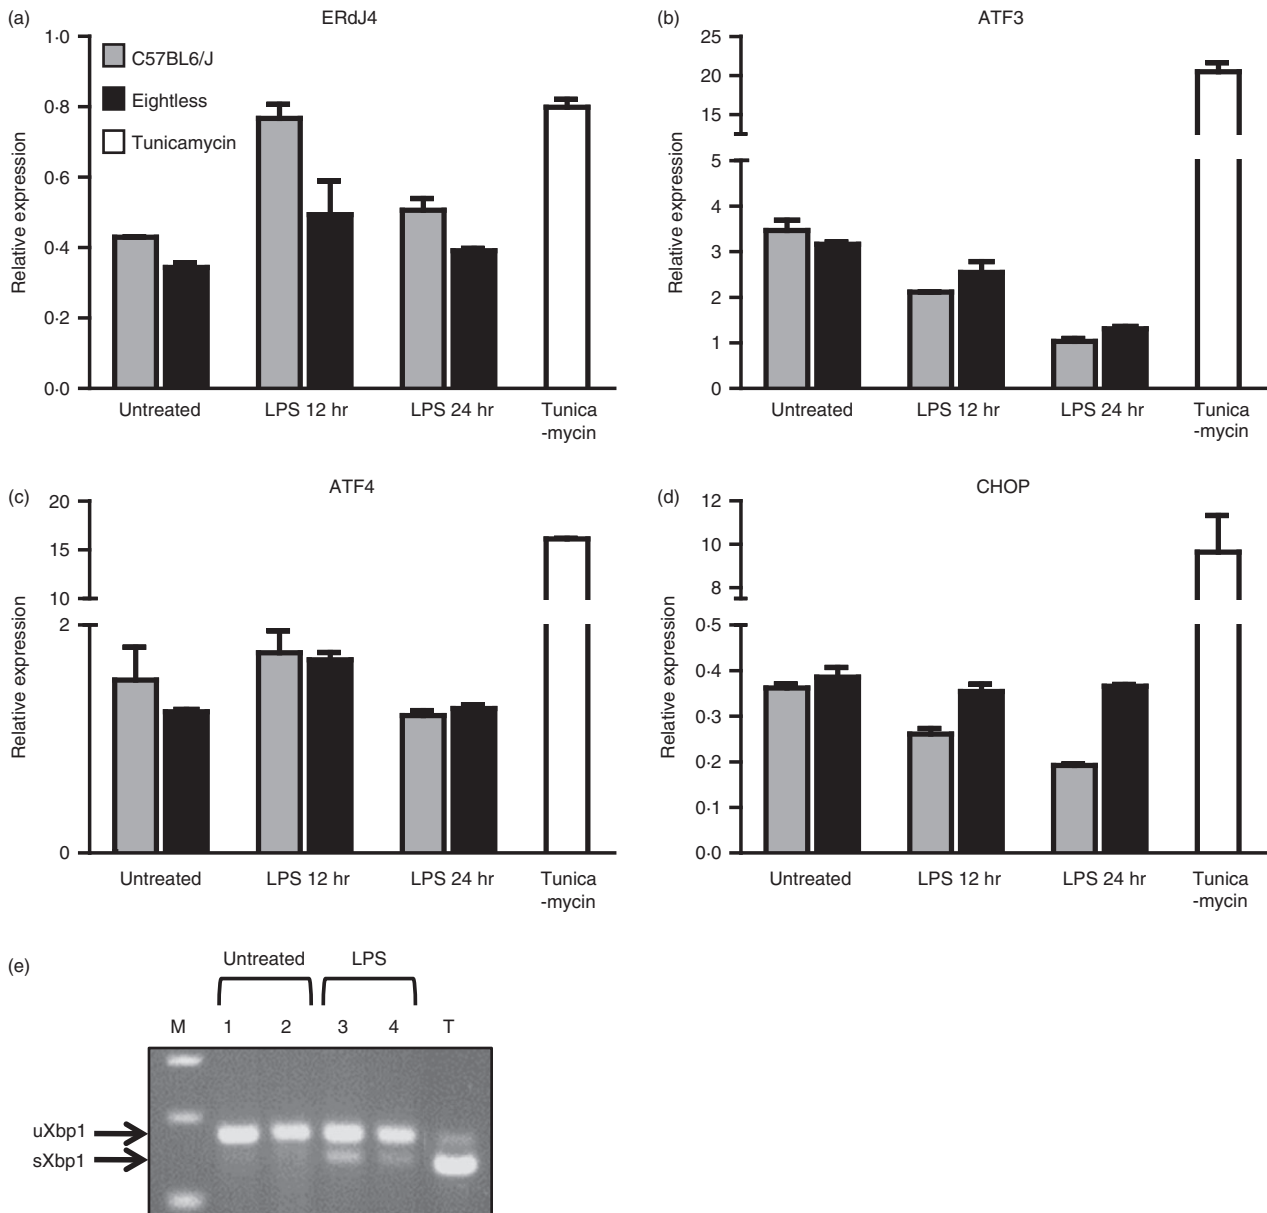 (a)
ERdJ4
1·0
0·8
0·6
0·4
0·2
0·0
Relative expression
C57BL6/J
Eightless
Tunicamycin
Untreated
LPS 12 hr
LPS 24 hr
Tunica
-mycin
(b)
ATF3
25
20
15
5
4
3
2
1
0
Relative expression
Untreated
LPS 12 hr
LPS 24 hr
Tunica
-mycin
(c)
ATF4
20
15
10
2
0
Relative expression
Untreated
LPS 12 hr
LPS 24 hr
Tunica
-mycin
(d)
CHOP
12
10
8
0·5
0·4
0·3
0·2
0·1
0·0
Relative expression
Untreated
LPS 12 hr
LPS 24 hr
Tunica
-mycin
(e)
Untreated LPS
M 1 2 3 4 T
uXbp1
sXbp1